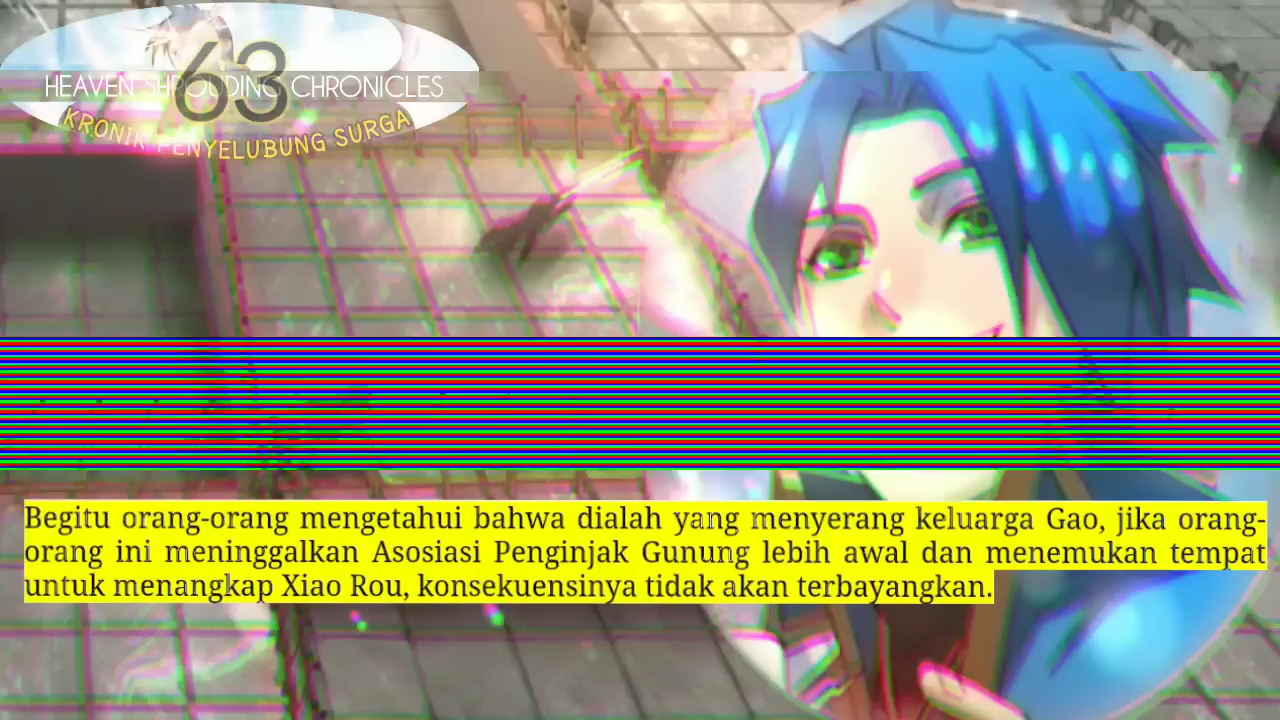 63
HEAVEN SHROUDING CHRONICLES
KRONIK PENYELUBUNG SURGA
Begitu orang-orang mengetahui bahwa dialah yang menyerang keluarga Gao, jika orang-
orang ini meninggalkan Asosiasi Penginjak Gunung lebih awal dan menemukan tempat
untuk menangkap Xiao Rou, konsekuensinya tidak akan terbayangkan.